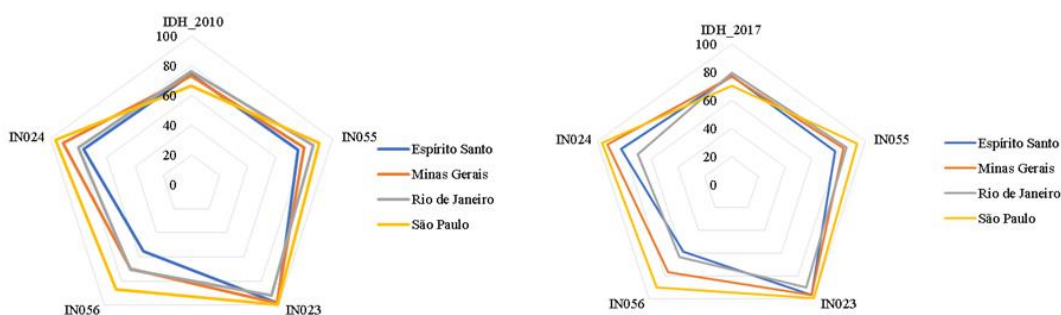 IDH_2010
100
80
60
40
20
0
IN024
IN055
IN056
IN023
Espírito Santo
Minas Gerais
Rio de Janeiro
São Paulo
IDH_2017
100
80
60
40
20
0
IN024
IN055
IN056
IN023
Espírito Santo
Minas Gerais
Rio de Janeiro
São Paulo